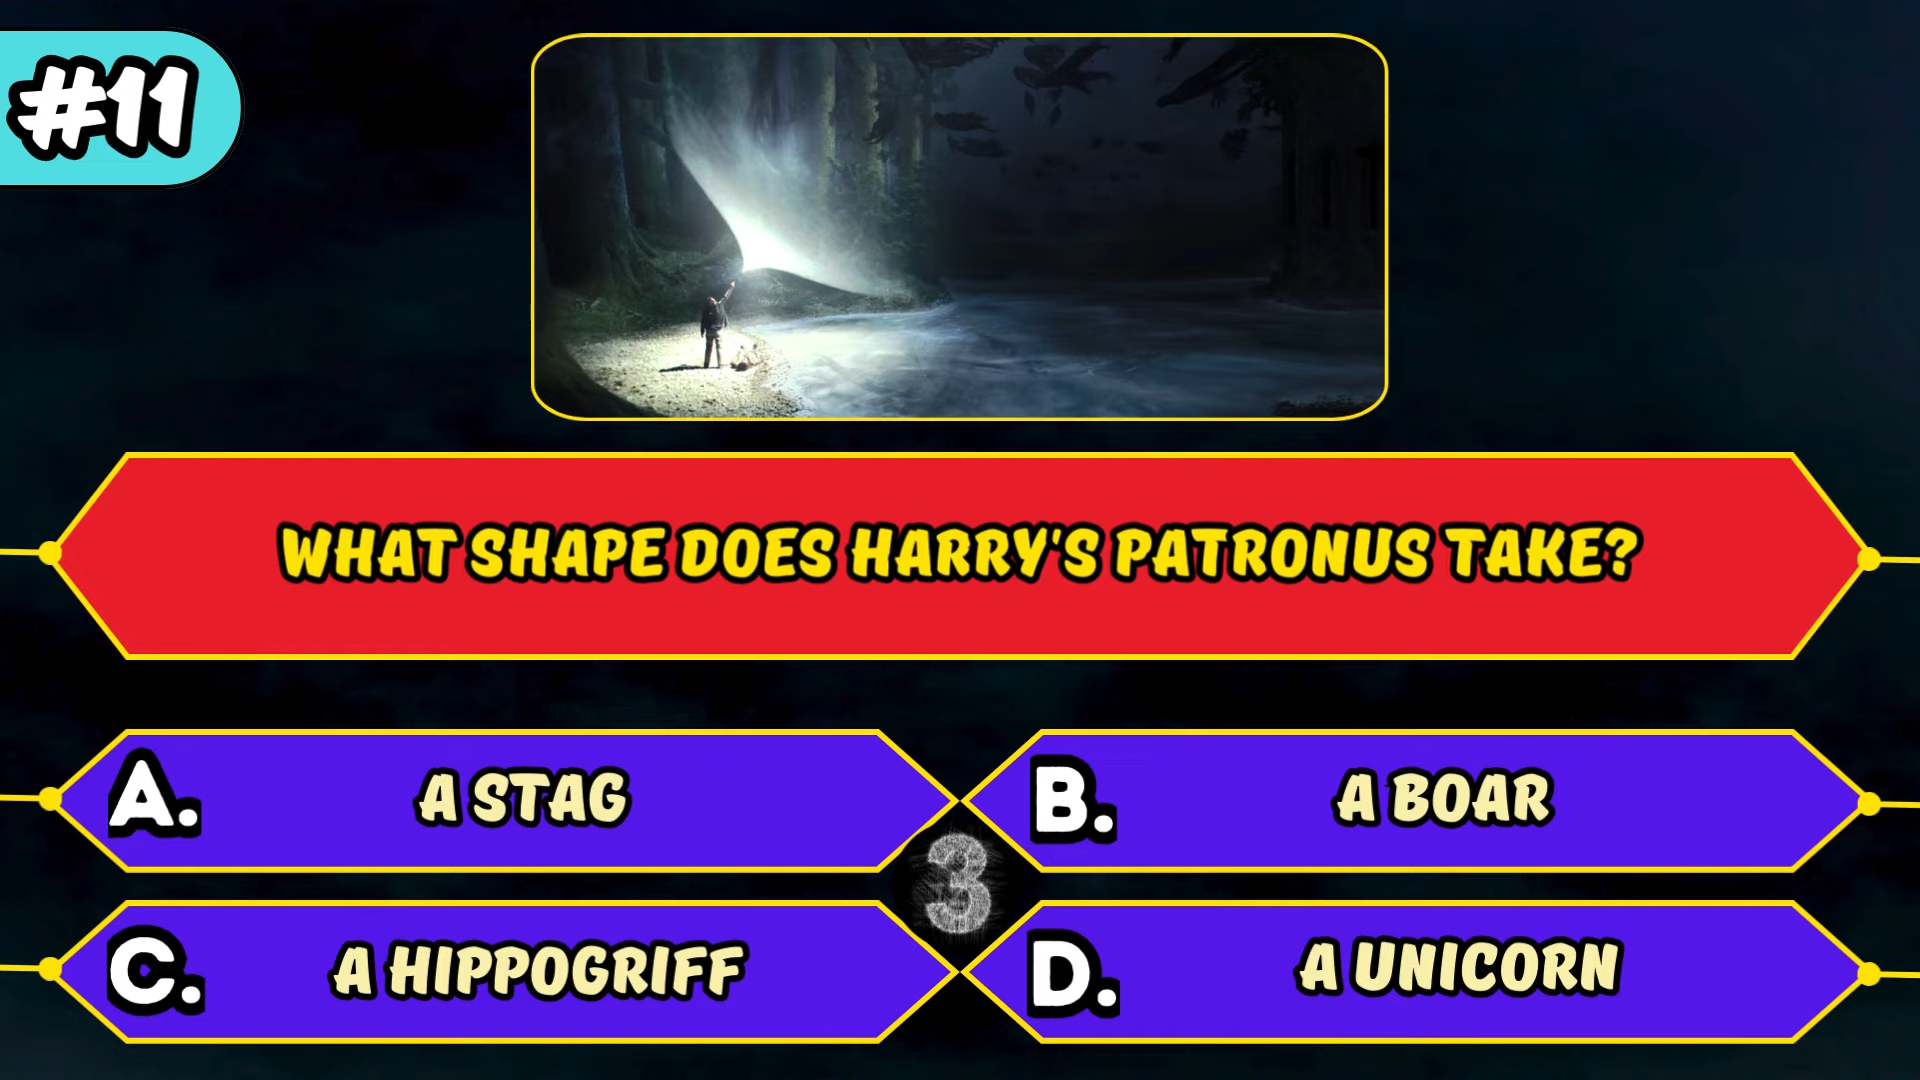 #11
WHAT SHAPE DOES HARRY'S PATRONUS TAKE?
A. A STAG
B. A BOAR
3
C. A HIPPOGRIFF
D. A UNICORN